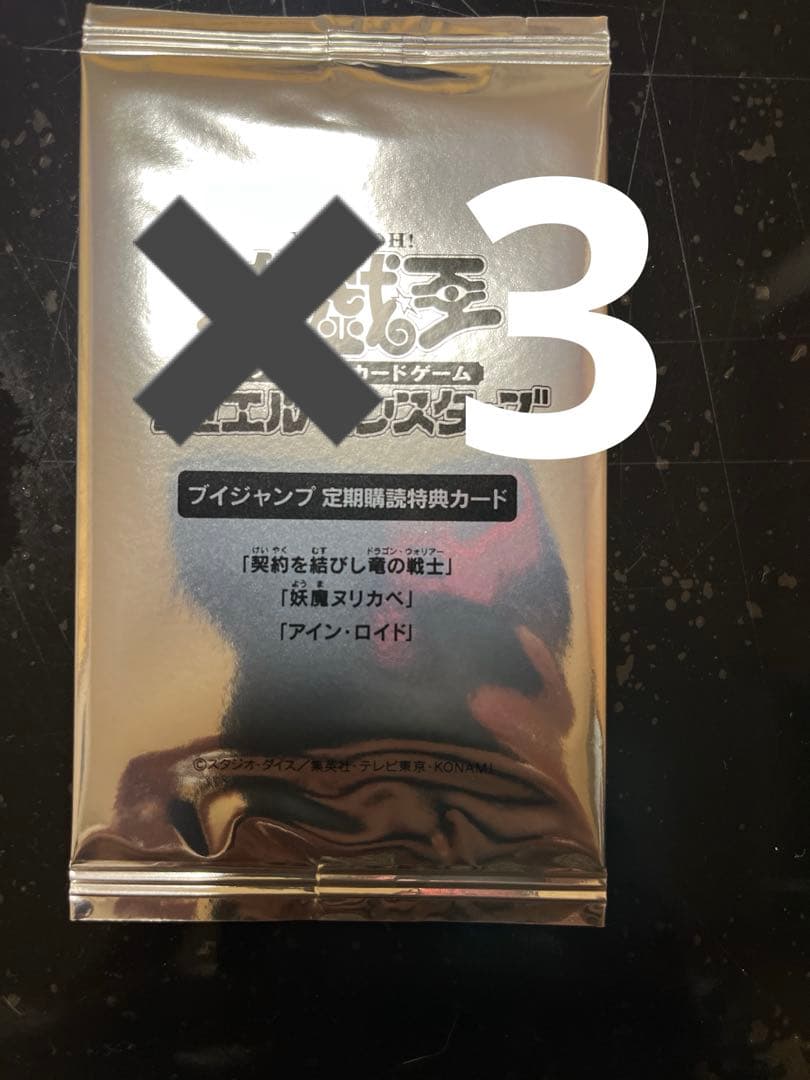 ×3
OH!
戯王
カードゲーム
ブイジャンプ 定期購読特典カード
けいやく むす ドラゴン・ウォリアー
「契約を結びし竜の戦士」
ようま
「妖魔ヌリカベ」
「アイン・ロイド」
©スタジオ・ダイス／集英社・テレビ東京・KONAMI